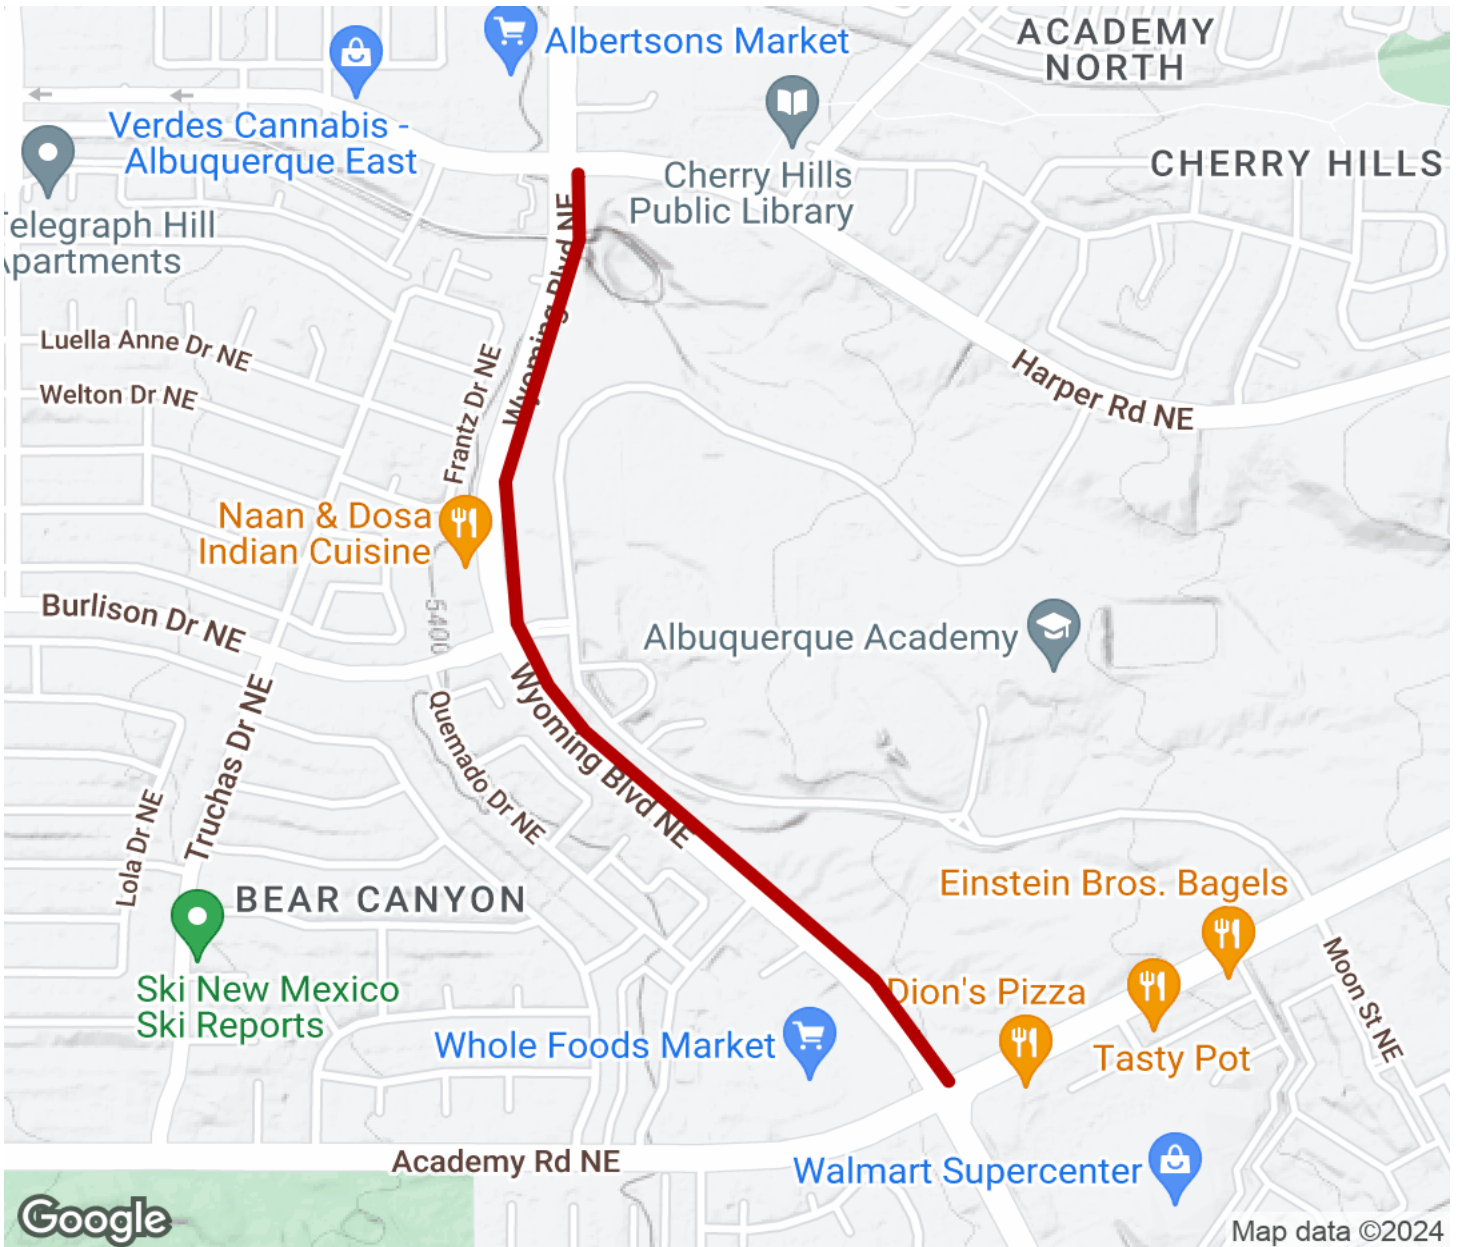 ACADEMY
NORTH
Albertsons Market
Verdes Cannabis -
Albuquerque East
Cherry Hills
Public Library
CHERRY HILLS
elegraph Hill
Apartments
Wyoming Blvd NE
Luella Anne Dr NE
Welton Dr NE
Frantz Dr NE
Harper Rd NE
Naan & Dosa
Indian Cuisine
Burlison Dr NE
5400
Albuquerque Academy
Wyoming Blvd NE
Quemado Dr NE
Truchas Dr NE
Lola Dr NE
BEAR CANYON
Einstein Bros. Bagels
Ski New Mexico
Ski Reports
Dion's Pizza
Moon St NE
Whole Foods Market
Tasty Pot
Academy Rd NE
Walmart Supercenter
Google
Map data ©2024